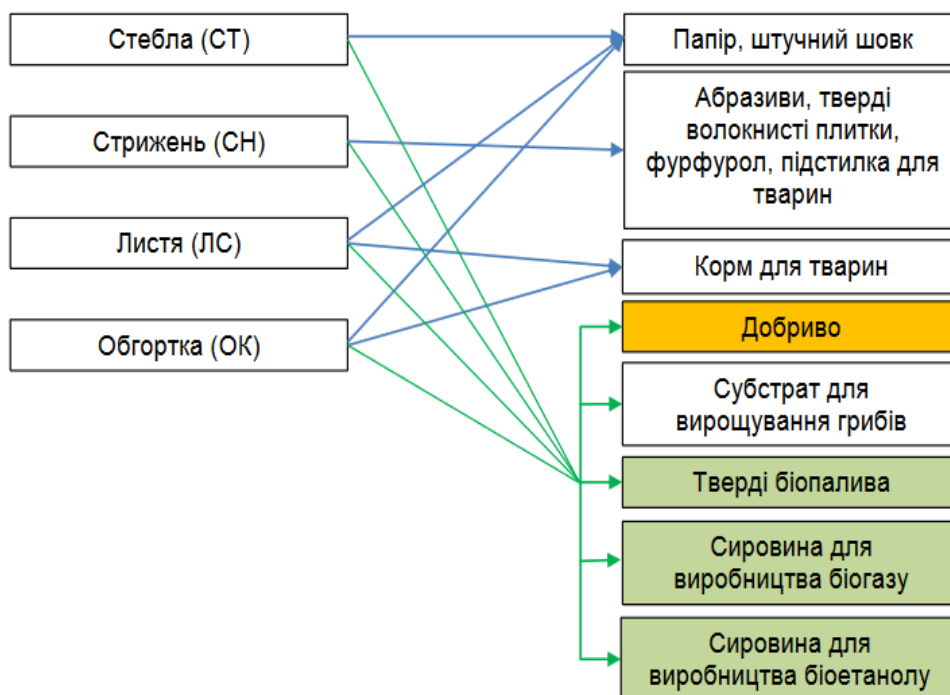 Стебла (СТ)
Стрижень (СН)
Листя (ЛС)
Обгортка (ОК)
Папір, штучний шовк
Абразиви, тверді
волокнисті плитки,
фурфурол, підстилка для
тварин
Корм для тварин
Добриво
Субстрат для
вирощування грибів
Тверді біопалива
Сировина для
виробництва біогазу
Сировина для
виробництва біоетанолу